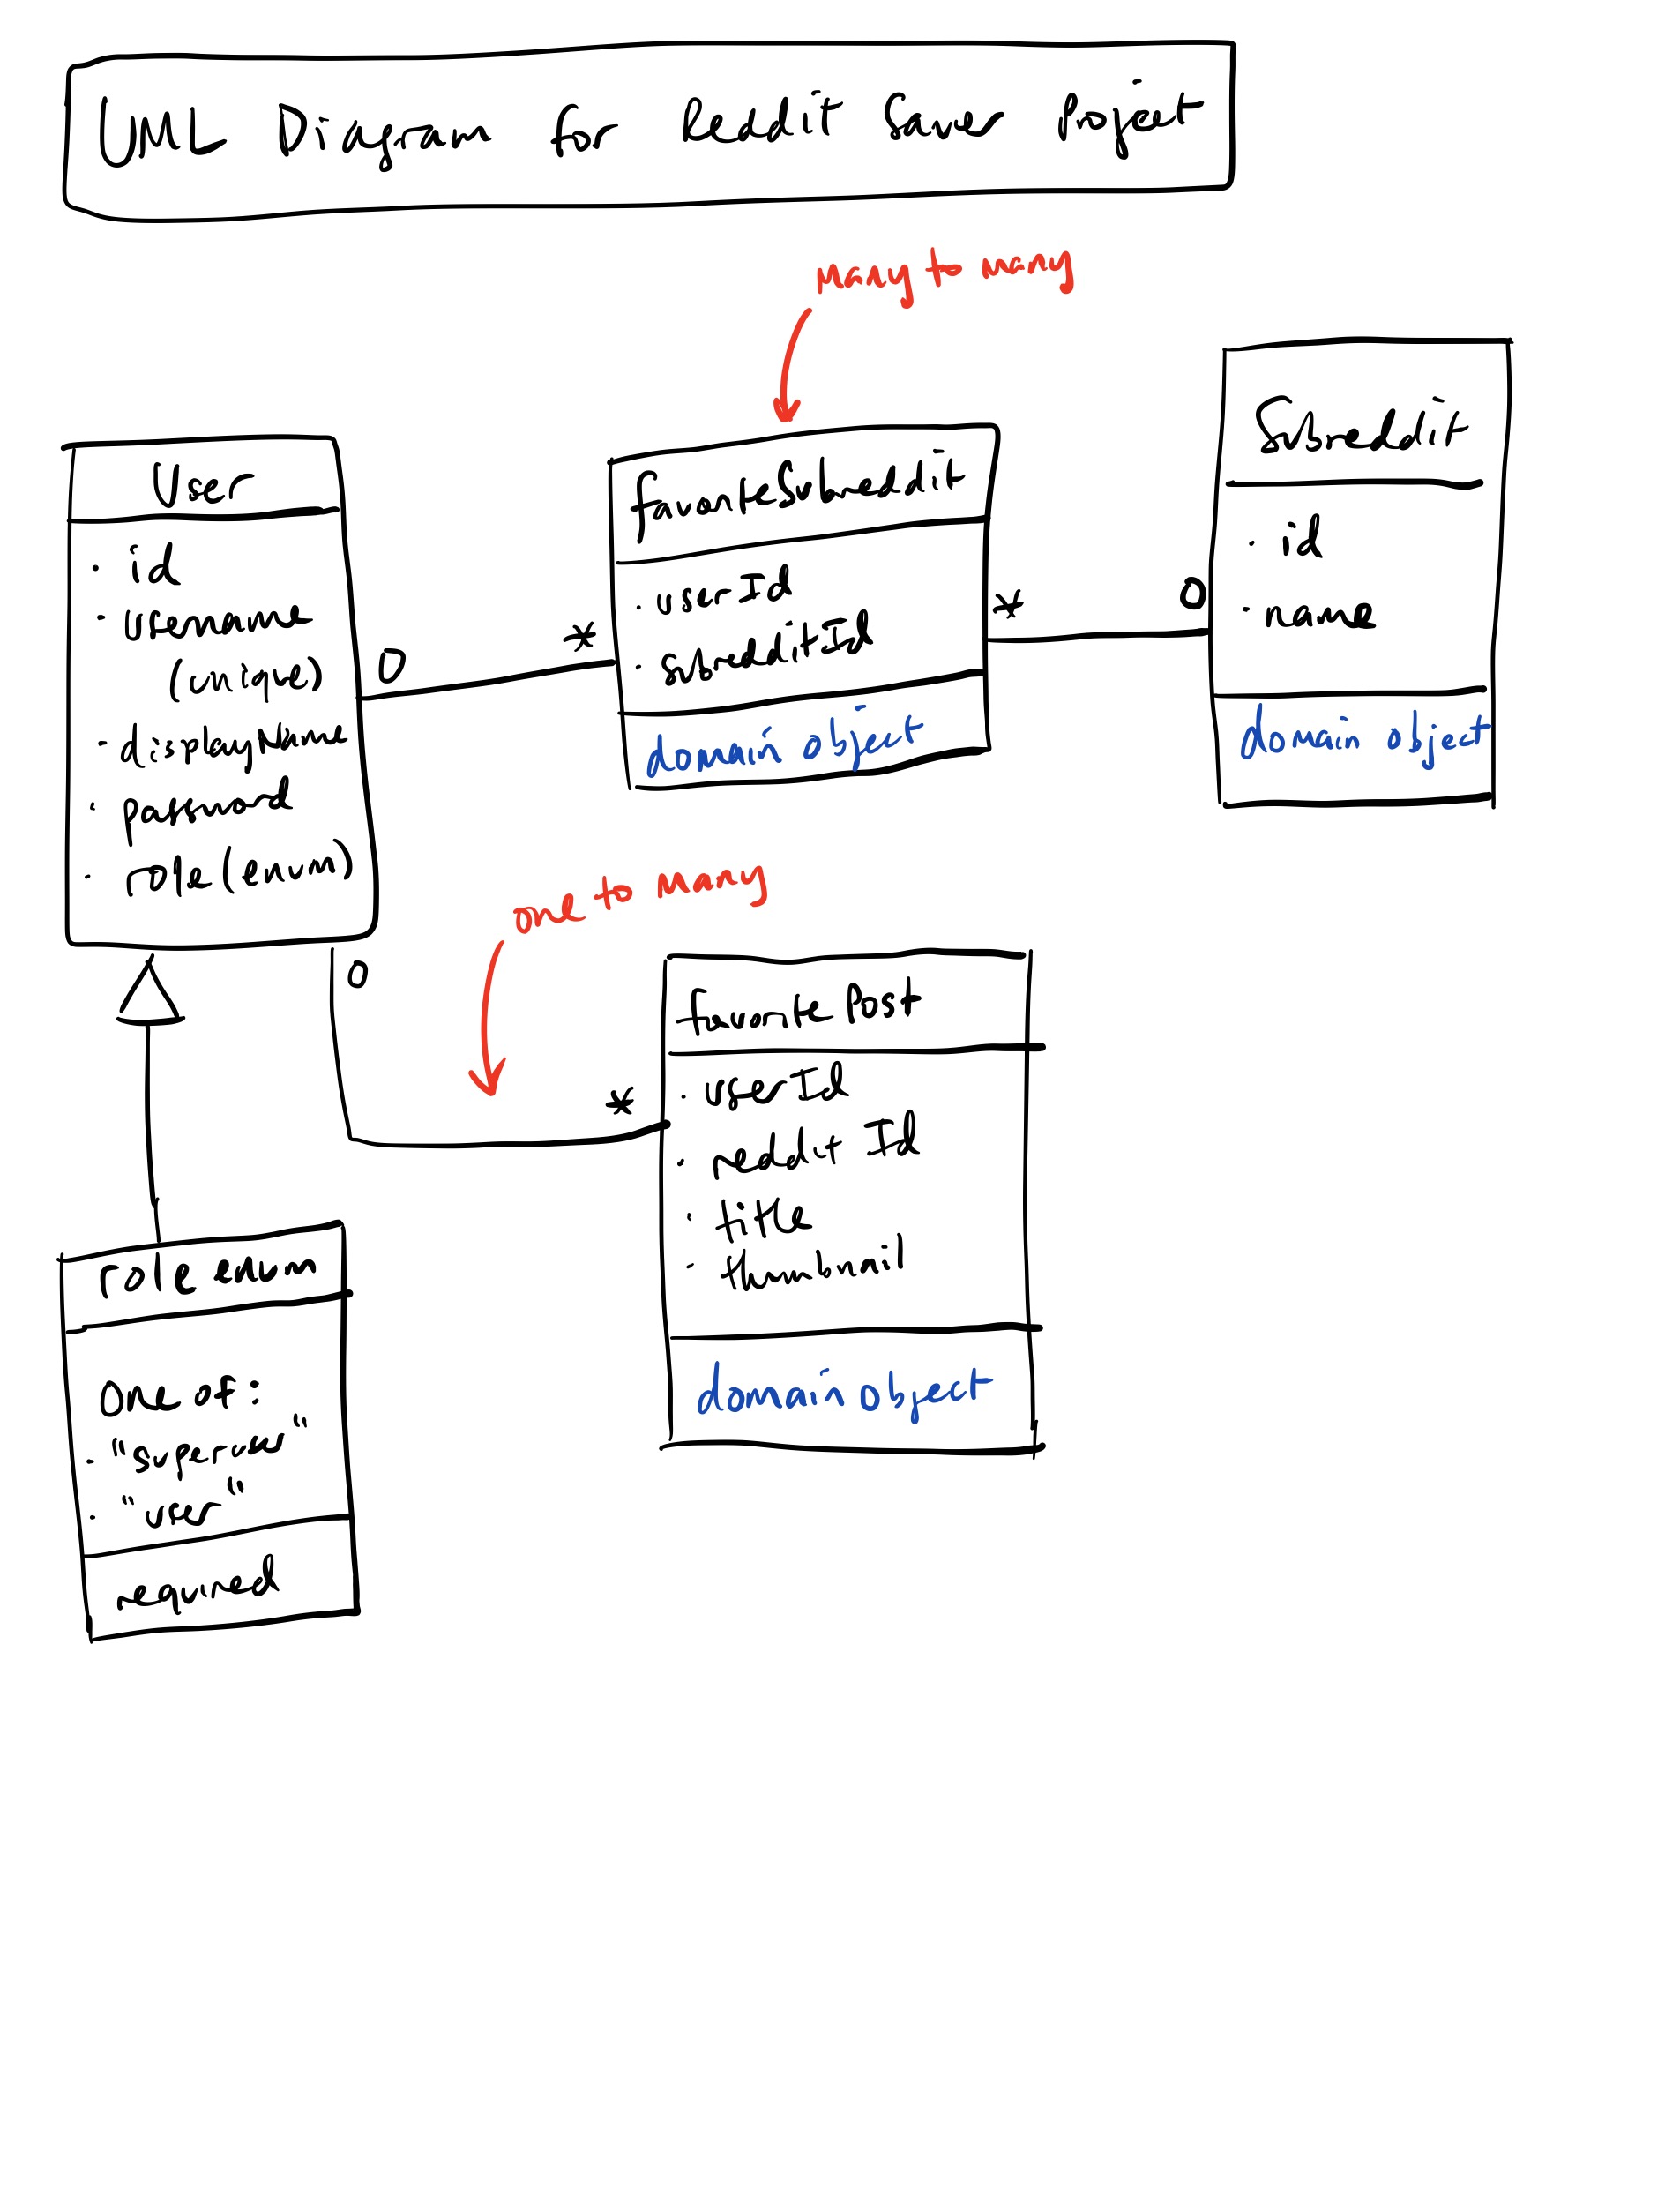 UML Diagram for Reddit Saver Project
many to many
User
· id
· username
(unique)
· displayName
· password
· role (enum)
0
*
favoriteSubreddit
· userId
· subredditId
domain object
*
0
Subreddit
· id
· name
domain object
one to many
0
*
favorite Post
· userId
· reddit Id
· title
· thumbnail
domain object
role enum
one of:
· "superuser"
· "user"
required